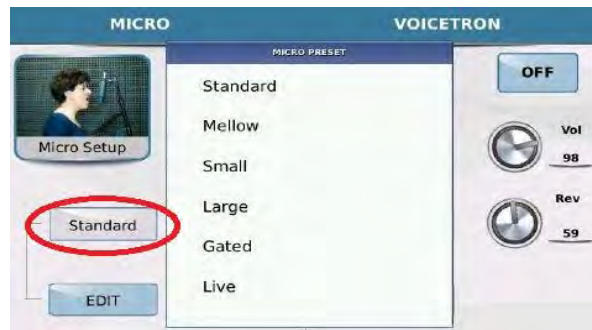 MICRO
VOICETRON
MICRO PRESET
Micro Setup
Standard
EDIT
Standard
Mellow
Small
Large
Gated
Live
OFF
Vol
98
Rev
59